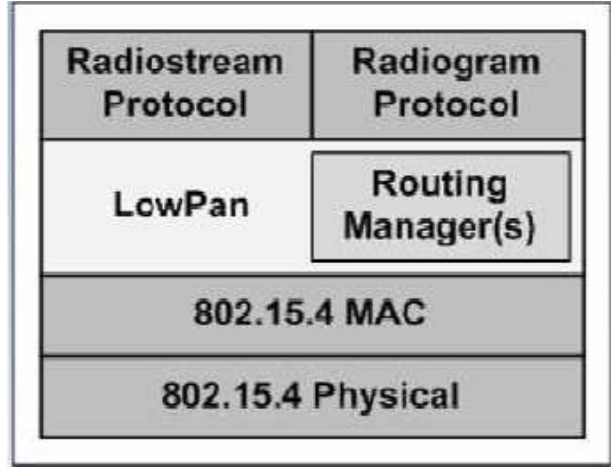 Radiostream
Protocol
Radiogram
Protocol
LowPan
Routing
Manager(s)
802.15.4 MAC
802.15.4 Physical